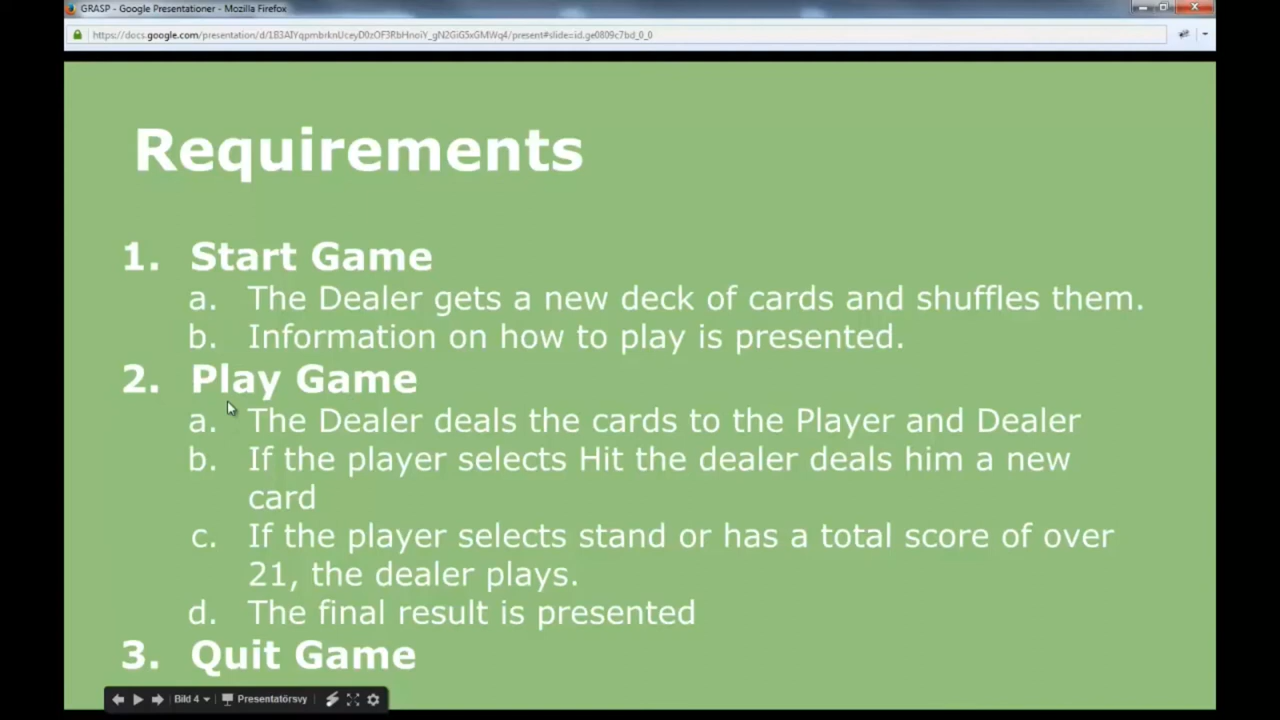 GRASP - Google Presentationer - Mozilla Firefox
https://docs.google.com/presentation/d/1B3AIYqpmbrknUceyD0zOF3RbHnoiY_gN2GiG5xGMWq4/present#slide=id.ge0809c7bd_0_0
Requirements
1. Start Game
a. The Dealer gets a new deck of cards and shuffles them.
b. Information on how to play is presented.
2. Play Game
a. The Dealer deals the cards to the Player and Dealer
b. If the player selects Hit the dealer deals him a new
card
c. If the player selects stand or has a total score of over
21, the dealer plays.
d. The final result is presented
3. Quit Game
Bild 4 Presentatörsvy